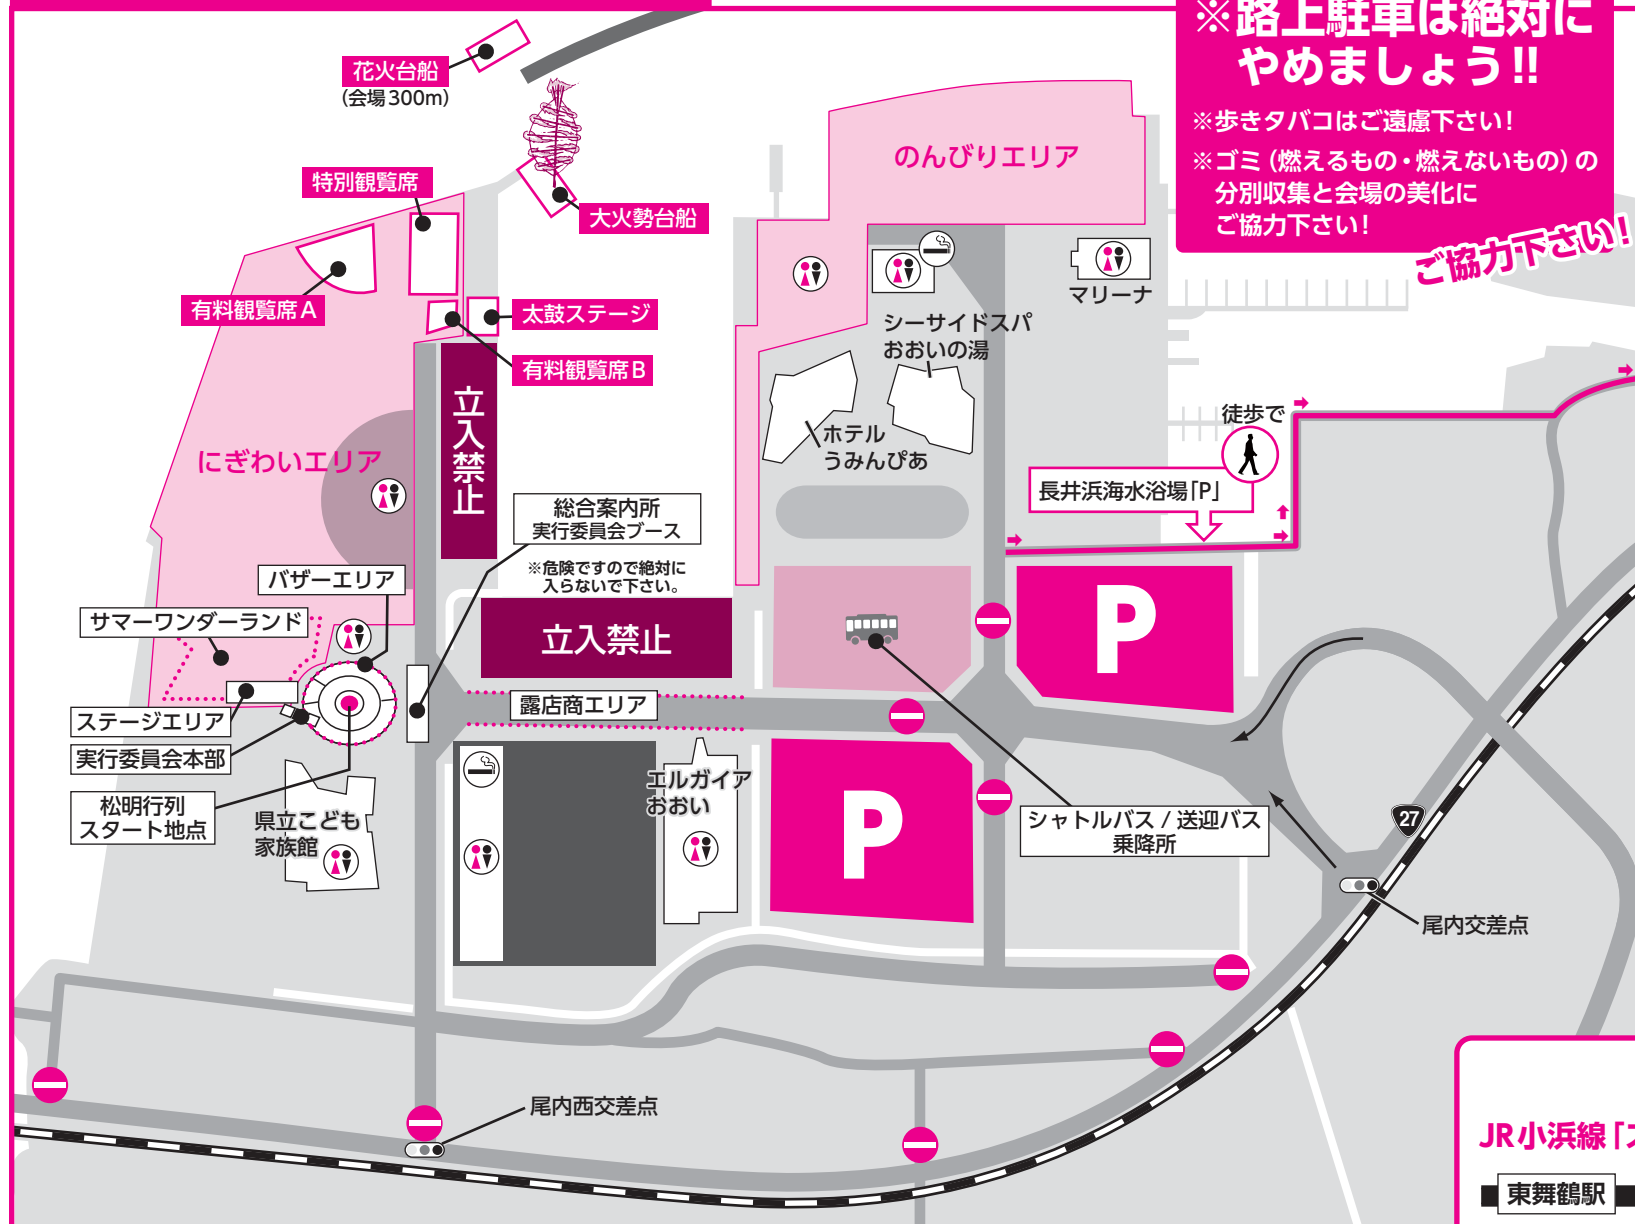 ※路上駐車は絶対に
やめましょう!!
※歩きタバコはご遠慮下さい!
※ゴミ(燃えるもの・燃えないもの)の
分別収集と会場の美化に
ご協力下さい!
ご協力下さい!
花火台船
(会場300m)
特別観覧席
大火勢台船
のんびりエリア
有料観覧席A
太鼓ステージ
有料観覧席B
マリーナ
シーサイドスパ
おおいの湯
立入禁止
ホテル
うみんぴあ
徒歩で
長井浜海水浴場「P」
にぎわいエリア
総合案内所
実行委員会ブース
※危険ですので絶対に
入らないで下さい。
バザーエリア
サマーワンダーランド
立入禁止
P
露店商エリア
ステージエリア
実行委員会本部
松明行列
スタート地点
県立こども
家族館
エルガイア
おおい
P
シャトルバス / 送迎バス
乗降所
27
尾内交差点
尾内西交差点
JR小浜線「
東舞鶴駅